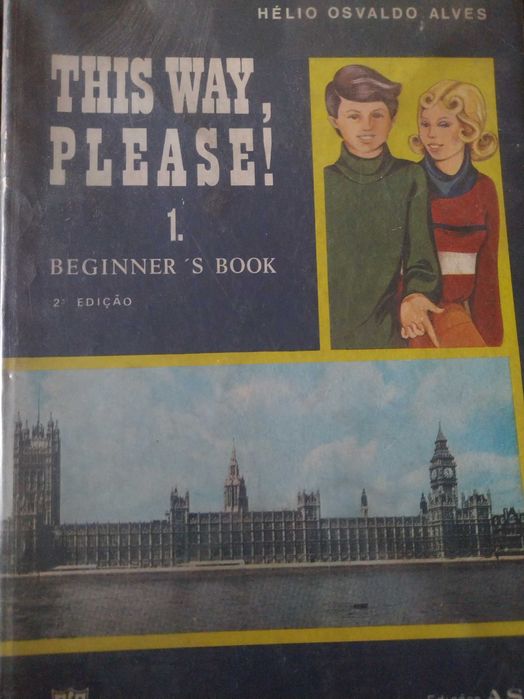 HÉLIO OSVALDO ALVES
THIS WAY,
PLEASE!
1.
BEGINNER´S BOOK
2ª EDIÇÃO